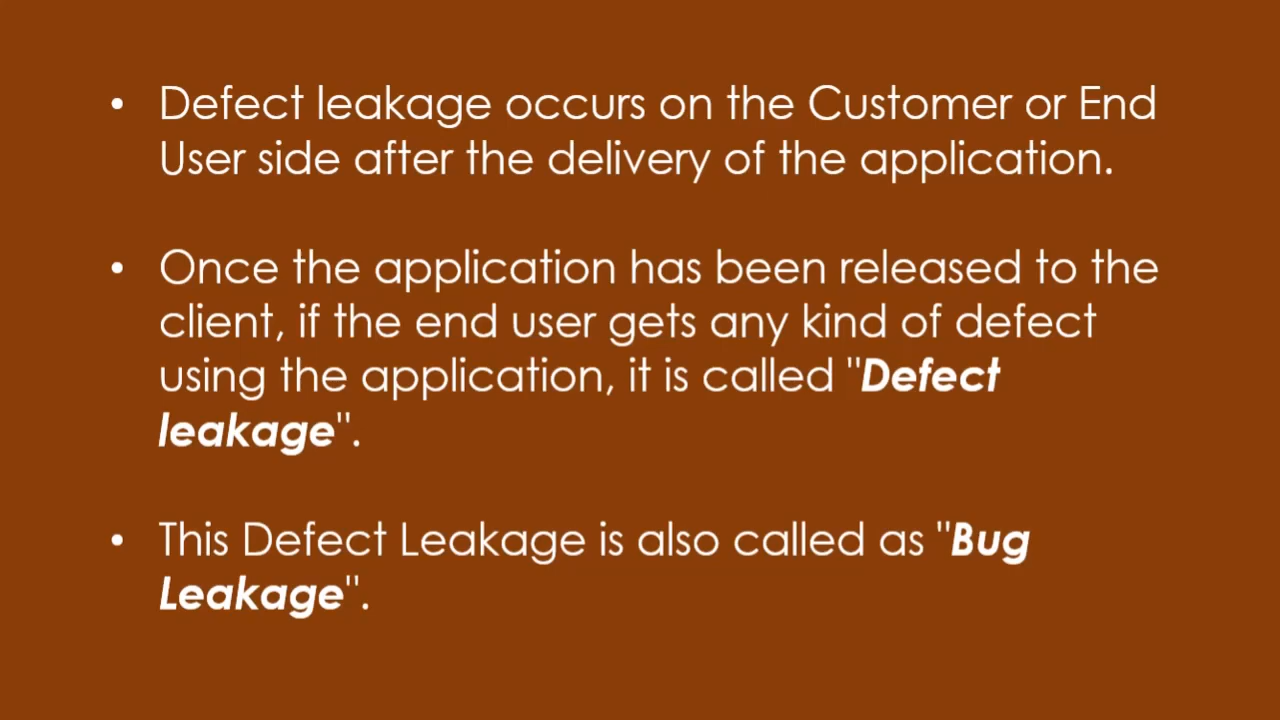 • Defect leakage occurs on the Customer or End
User side after the delivery of the application.
• Once the application has been released to the
client, if the end user gets any kind of defect
using the application, it is called "Defect
leakage".
• This Defect Leakage is also called as "Bug
Leakage".